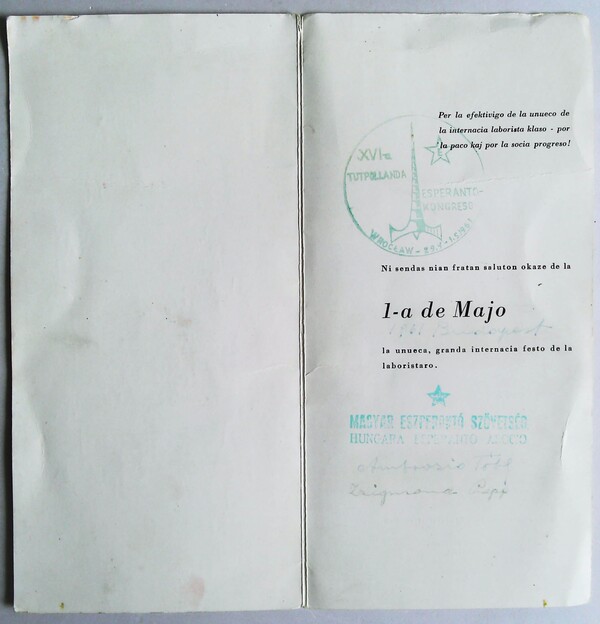 Per la efektivigo de la unueco de
la internacia laborista klaso - por
la paco kaj por la socia progreso!
XVI-a
TUTPOLLANDA
ESPERANTO-
KONGRESO
WROCŁAW
Ni sendas nian fratan saluton okaze de la
1-a de Majo
Budapest
la unueca, granda internacia festo de la
laboristaro.
MAGYAR ESZPERANTÓ SZÖVETSÉG
HUNGARA ESPERANTO ASOCIO